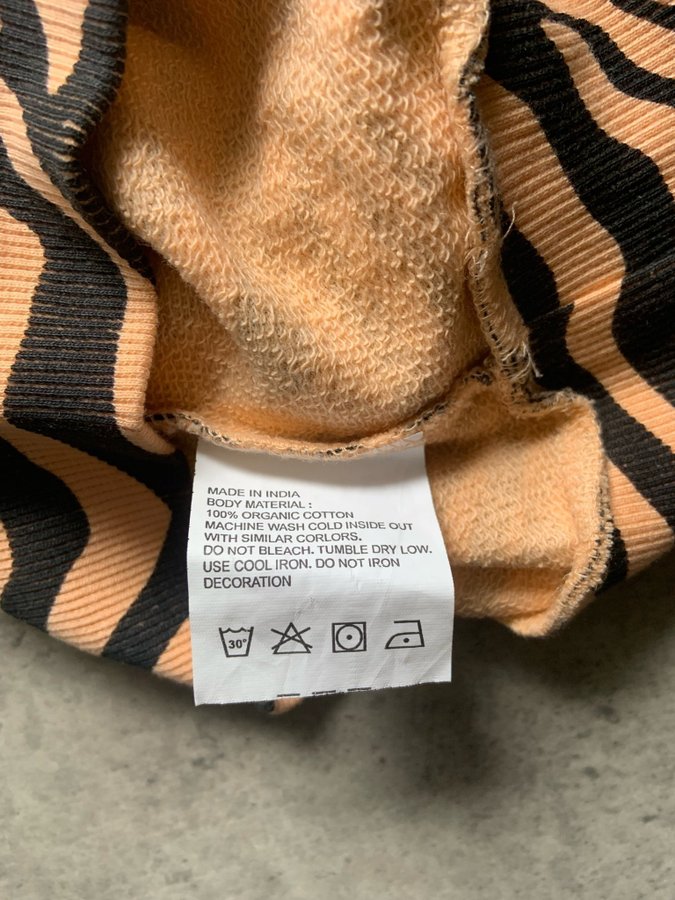 MADE IN INDIA
BODY MATERIAL :
100% ORGANIC COTTON
MACHINE WASH COLD INSIDE OUT
WITH SIMILAR CORLORS.
DO NOT BLEACH. TUMBLE DRY LOW.
USE COOL IRON. DO NOT IRON
DECORATION
30°